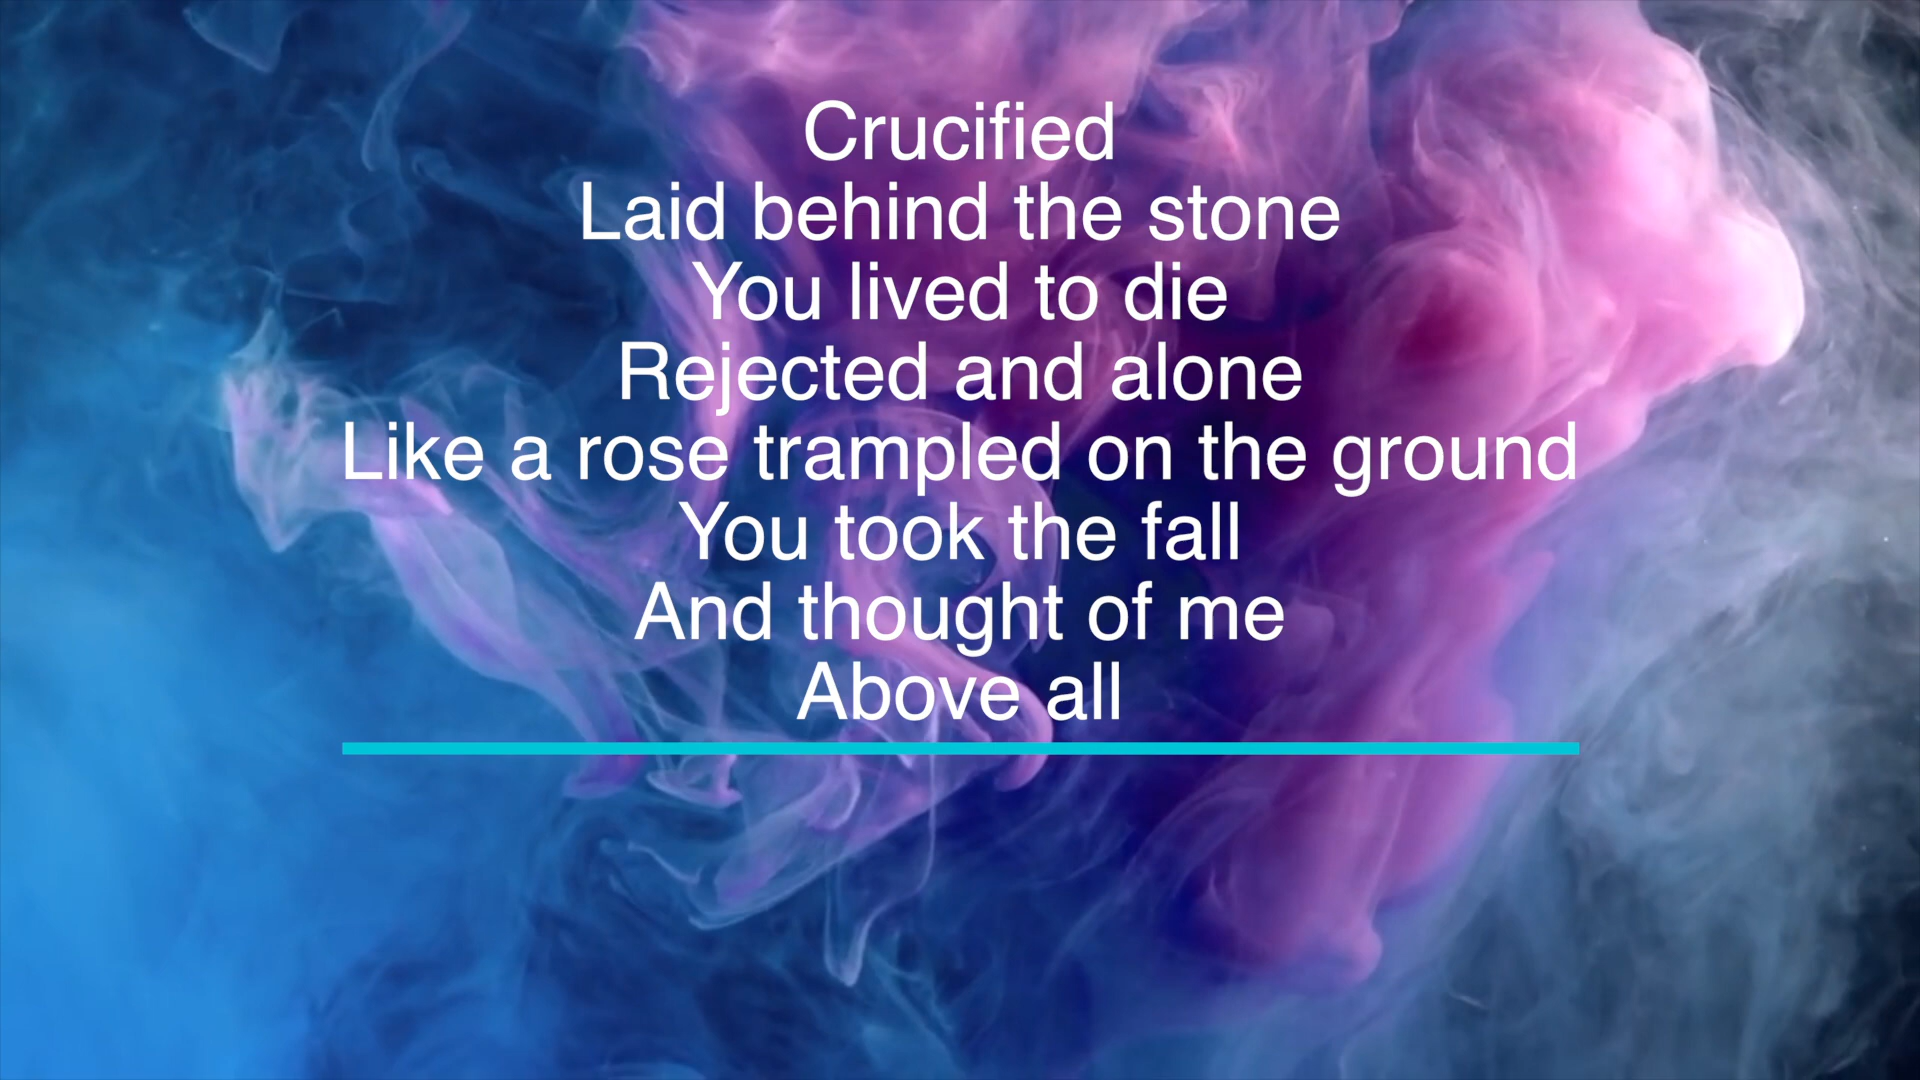 Crucified
Laid behind the stone
You lived to die
Rejected and alone
Like a rose trampled on the ground
You took the fall
And thought of me
Above all